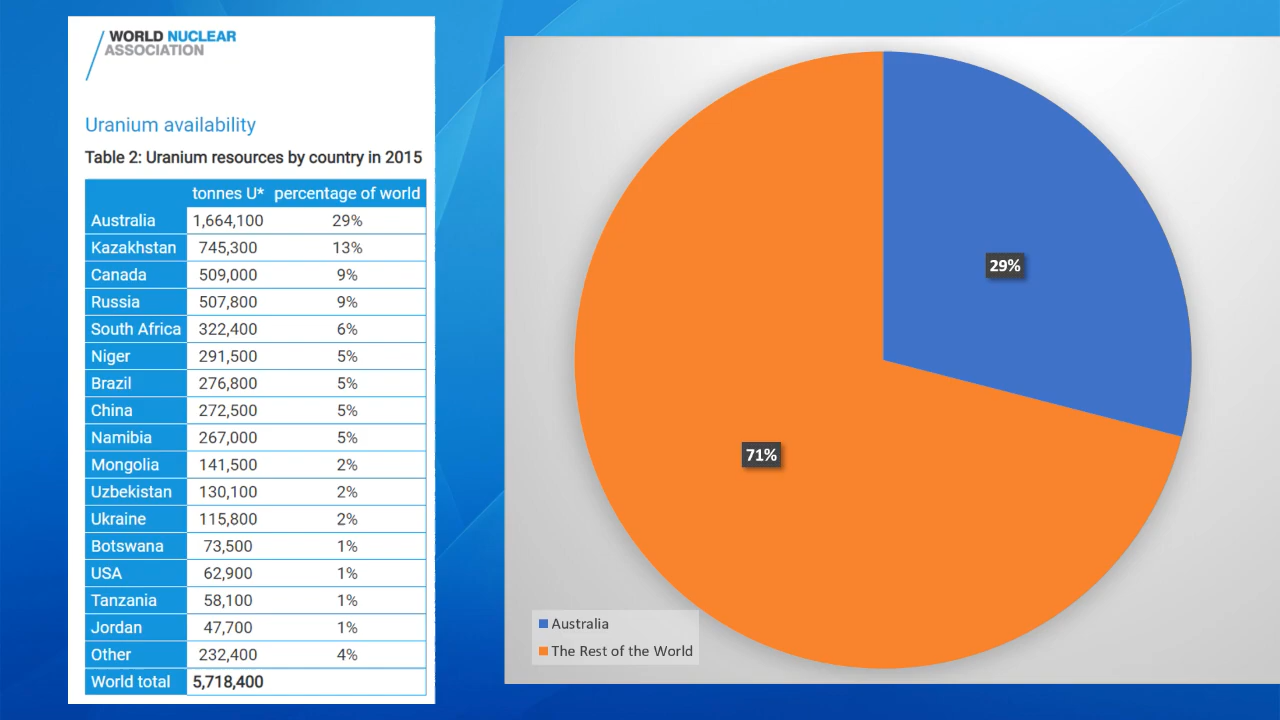 WORLD NUCLEAR
ASSOCIATION
Uranium availability
Table 2: Uranium resources by country in 2015
tonnes U* percentage of world
Australia 1,664,100 29%
Kazakhstan 745,300 13%
Canada 509,000 9%
Russia 507,800 9%
South Africa 322,400 6%
Niger 291,500 5%
Brazil 276,800 5%
China 272,500 5%
Namibia 267,000 5%
Mongolia 141,500 2%
Uzbekistan 130,100 2%
Ukraine 115,800 2%
Botswana 73,500 1%
USA 62,900 1%
Tanzania 58,100 1%
Jordan 47,700 1%
Other 232,400 4%
World total 5,718,400
29%
71%
Australia
The Rest of the World